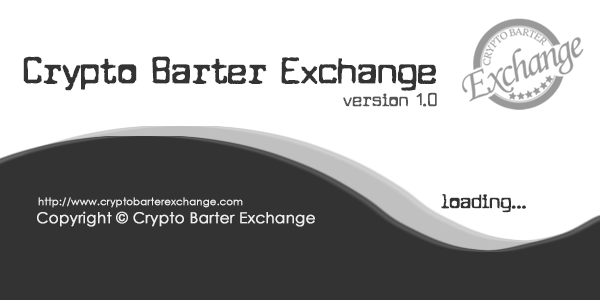 Crypto Barter Exchange
version 1.0
CRYPTO BARTER
Exchange
http://www.cryptobarterexchange.com
loading...
Copyright © Crypto Barter Exchange